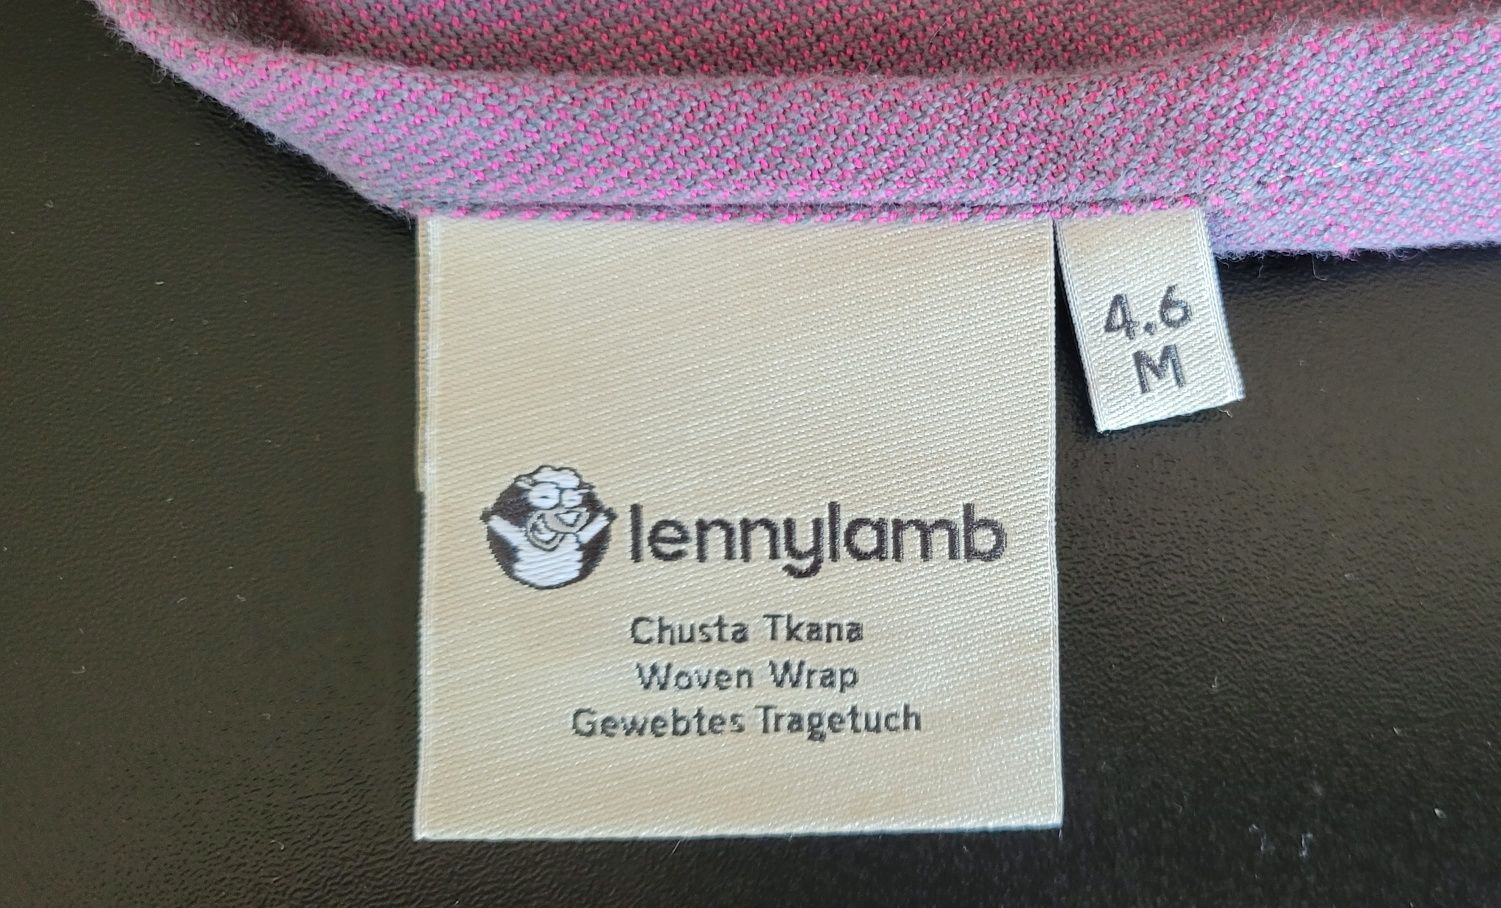 4.6
M
lennylamb
Chusta Tkana
Woven Wrap
Gewebtes Tragetuch